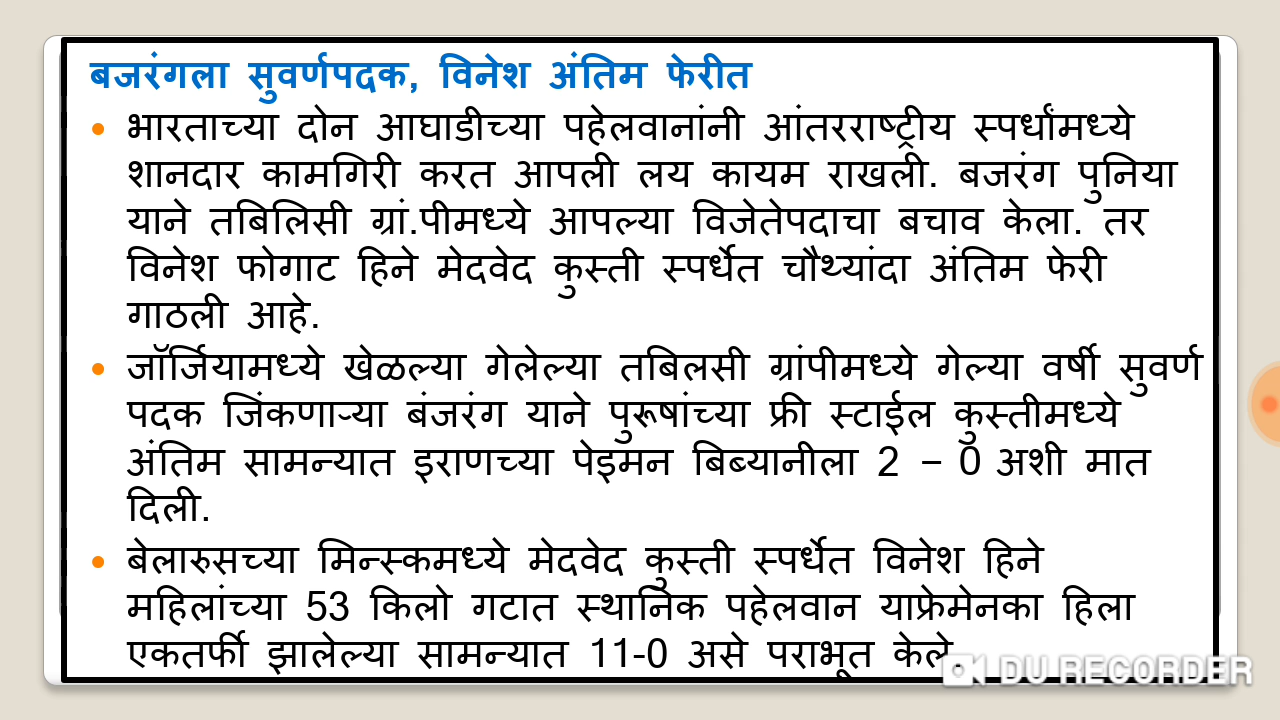 बजरंगला सुवर्णपदक, विनेश अंतिम फेरीत
• भारताच्या दोन आघाडीच्या पहेलवानांनी आंतरराष्ट्रीय स्पर्धांमध्ये
शानदार कामगिरी करत आपली लय कायम राखली. बजरंग पुनिया
याने तबिलिसी ग्रां.पीमध्ये आपल्या विजेतेपदाचा बचाव केला. तर
विनेश फोगाट हिने मेदवेद कुस्ती स्पर्धेत चौथ्यांदा अंतिम फेरी
गाठली आहे.
• जॉर्जियामध्ये खेळल्या गेलेल्या तबिलसी ग्रांपीमध्ये गेल्या वर्षी सुवर्ण
पदक जिंकणाऱ्या बंजरंग याने पुरूषांच्या फ्री स्टाईल कुस्तीमध्ये
अंतिम सामन्यात इराणच्या पेइमन बिब्यानीला 2 – 0 अशी मात
दिली.
• बेलारुसच्या मिन्स्कमध्ये मेदवेद कुस्ती स्पर्धेत विनेश हिने
महिलांच्या 53 किलो गटात स्थानिक पहेलवान याफ्रेमेनका हिला
एकतर्फी झालेल्या सामन्यात 11-0 असे पराभूत केले.
DU RECORDER